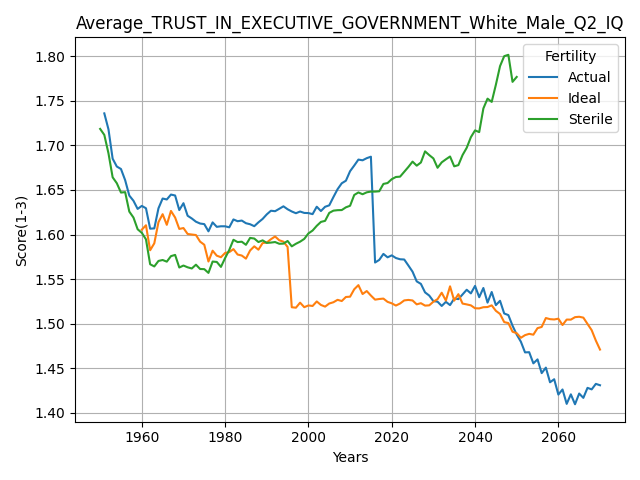 Average_TRUST_IN_EXECUTIVE_GOVERNMENT_White_Male_Q2_IQ
Fertility
Actual
Ideal
Sterile
Score(1-3)
1.80
1.75
1.70
1.65
1.60
1.55
1.50
1.45
1.40
1960
1980
2000
2020
2040
2060
Years